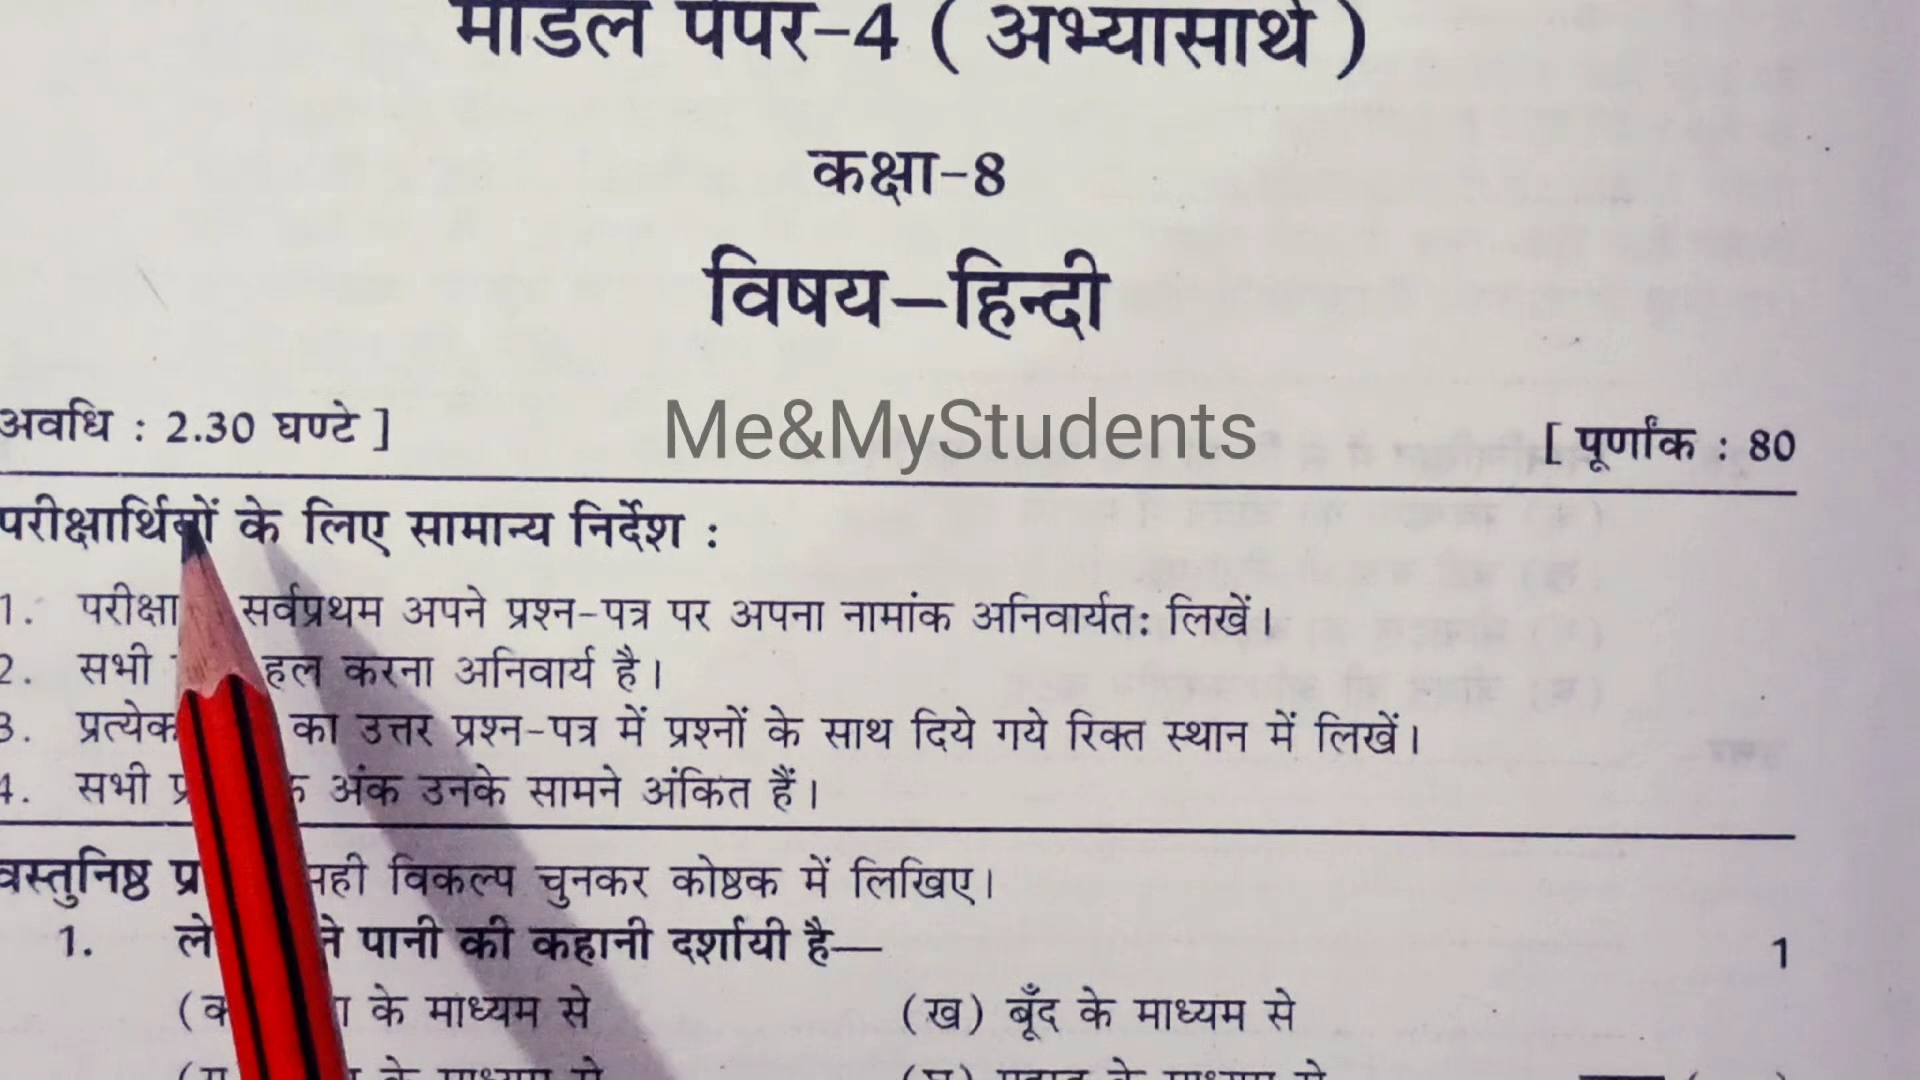 माडल पेपर-4 ( अभ्यासार्थ )
कक्षा-8
विषय–हिन्दी
अवधि : 2.30 घण्टे ]
Me&MyStudents
[ पूर्णांक : 80
परीक्षार्थियों के लिए सामान्य निर्देश :
1. सर्वप्रथम अपने प्रश्न-पत्र पर अपना नामांक अनिवार्यत: लिखें।
2. सभी हल करना अनिवार्य है।
3. प्रत्येक का उत्तर प्रश्न-पत्र में प्रश्नों के साथ दिये गये रिक्त स्थान में लिखें।
4. सभी अंक उनके सामने अंकित हैं।
वस्तुनिष्ठ सही विकल्प चुनकर कोष्ठक में लिखिए।
1. पानी की कहानी दर्शायी है— 1
के माध्यम से (ख) बूँद के माध्यम से